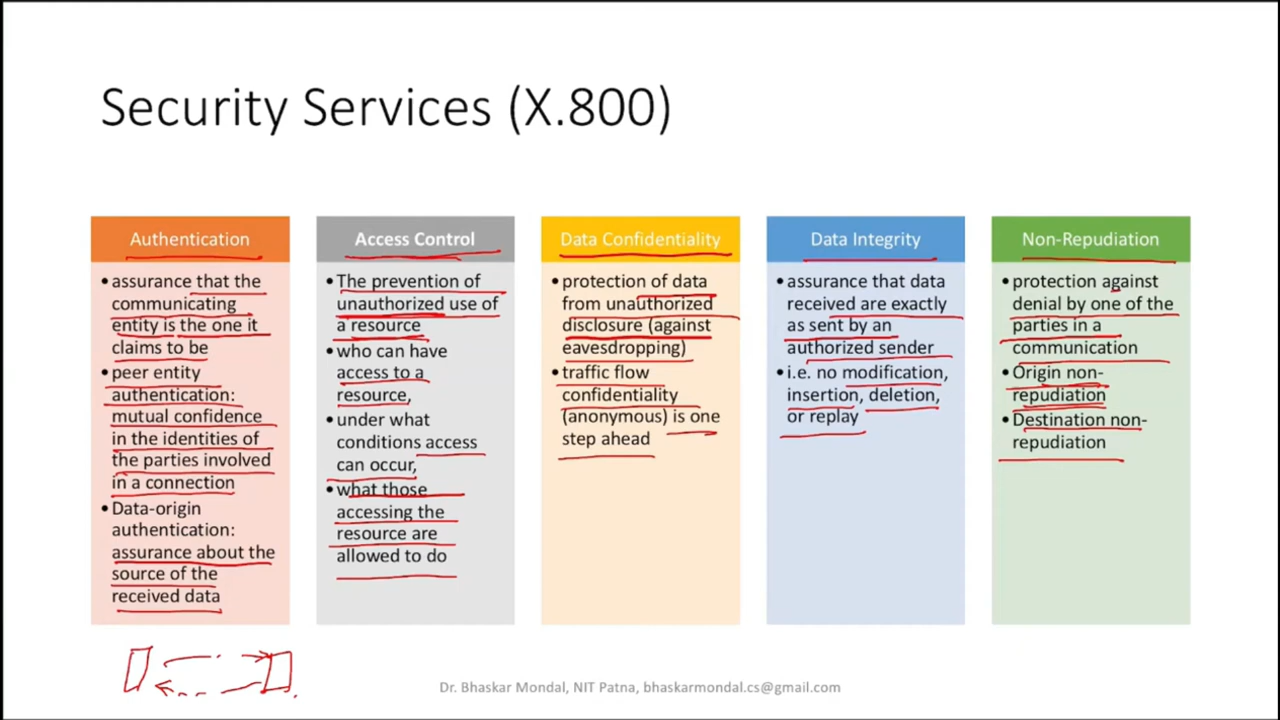 Security Services (X.800)
Authentication
• assurance that the
communicating
entity is the one it
claims to be
• peer entity
authentication:
mutual confidence
in the identities of
the parties involved
in a connection
• Data-origin
authentication:
assurance about the
source of the
received data
Access Control
• The prevention of
unauthorized use of
a resource
• who can have
access to a
resource,
• under what
conditions access
can occur,
• what those
accessing the
resource are
allowed to do
Data Confidentiality
• protection of data
from unauthorized
disclosure (against
eavesdropping)
• traffic flow
confidentiality
(anonymous) is one
step ahead
Data Integrity
• assurance that data
received are exactly
as sent by an
authorized sender
• i.e. no modification,
insertion, deletion,
or replay
Non-Repudiation
• protection against
denial by one of the
parties in a
communication
• Origin non-
repudiation
• Destination non-
repudiation
Dr. Bhaskar Mondal, NIT Patna, bhaskarmondal.cs@gmail.com